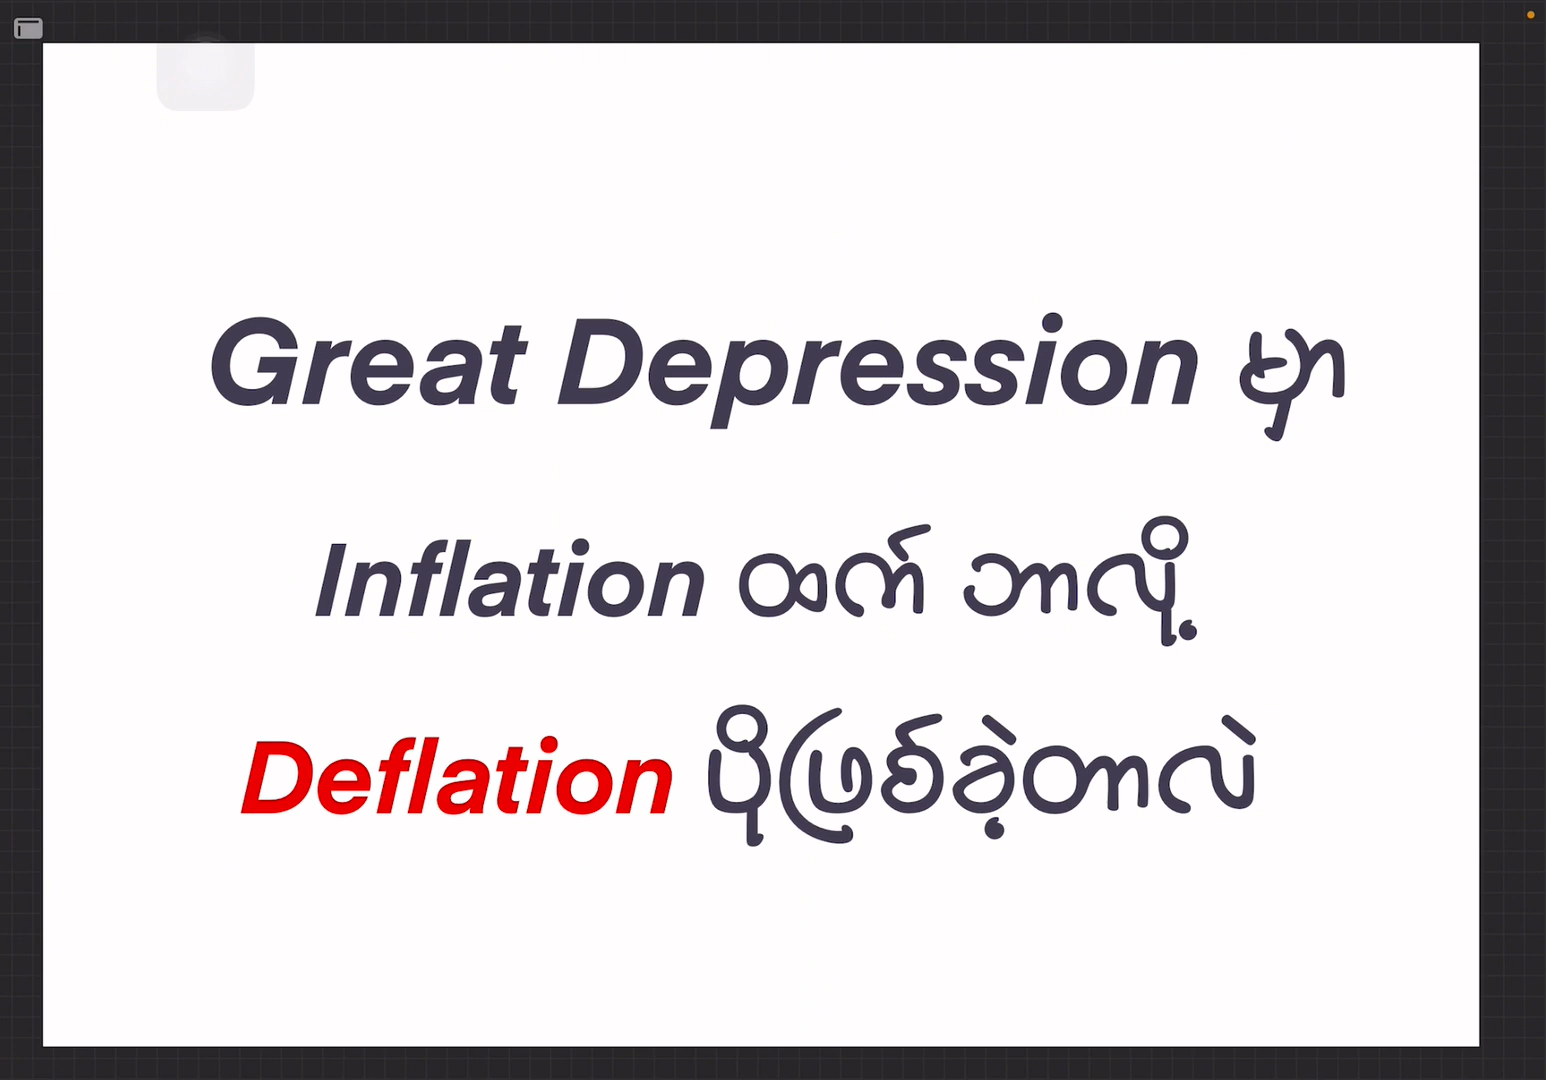 Great Depression မှာ
Inflation ထက် ဘာလို့
Deflation ပိုဖြစ်ခဲ့တာလဲ